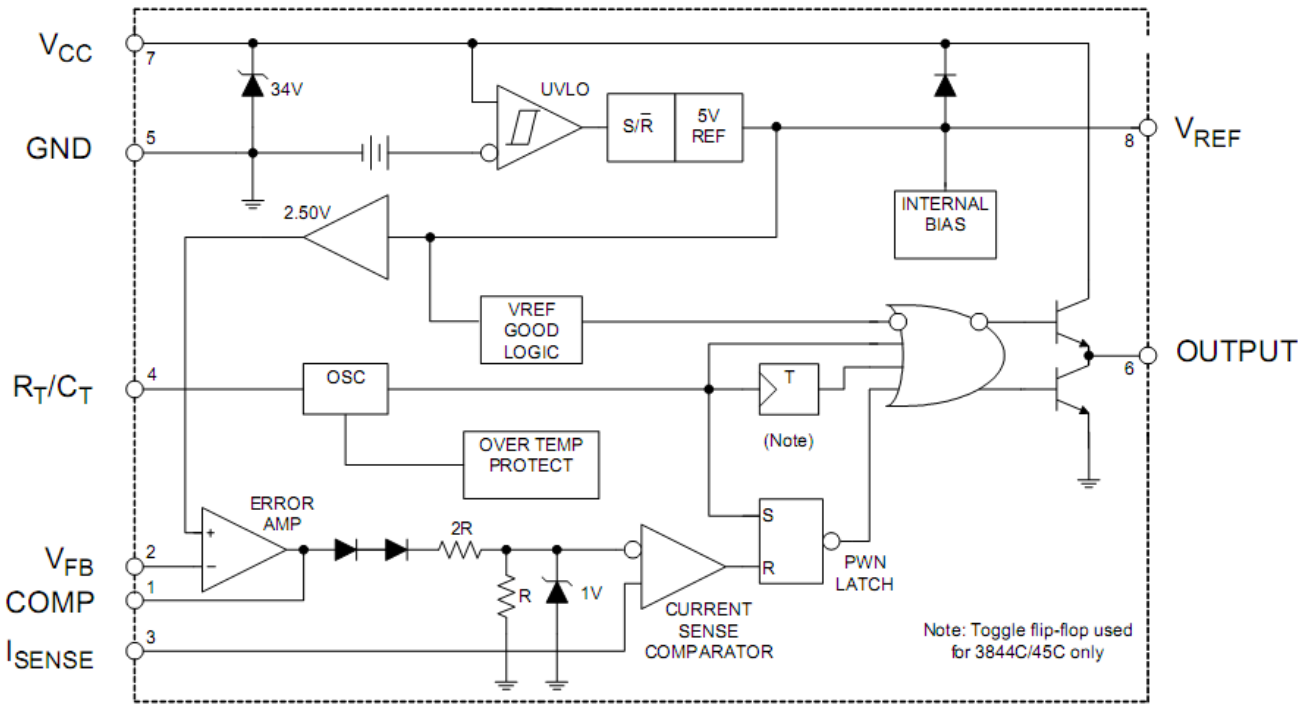 VCC
7
34V
UVLO
S/R̅
5V
REF
GND
5
8
VREF
2.50V
INTERNAL
BIAS
VREF
GOOD
LOGIC
RT/CT
4
OSC
T
(Note)
6
OUTPUT
OVER TEMP
PROTECT
ERROR
AMP
+
−
VFB
2
COMP
1
2R
R
1V
S
R
PWN
LATCH
CURRENT
SENSE
COMPARATOR
ISENSE
3
Note: Toggle flip-flop used
for 3844C/45C only